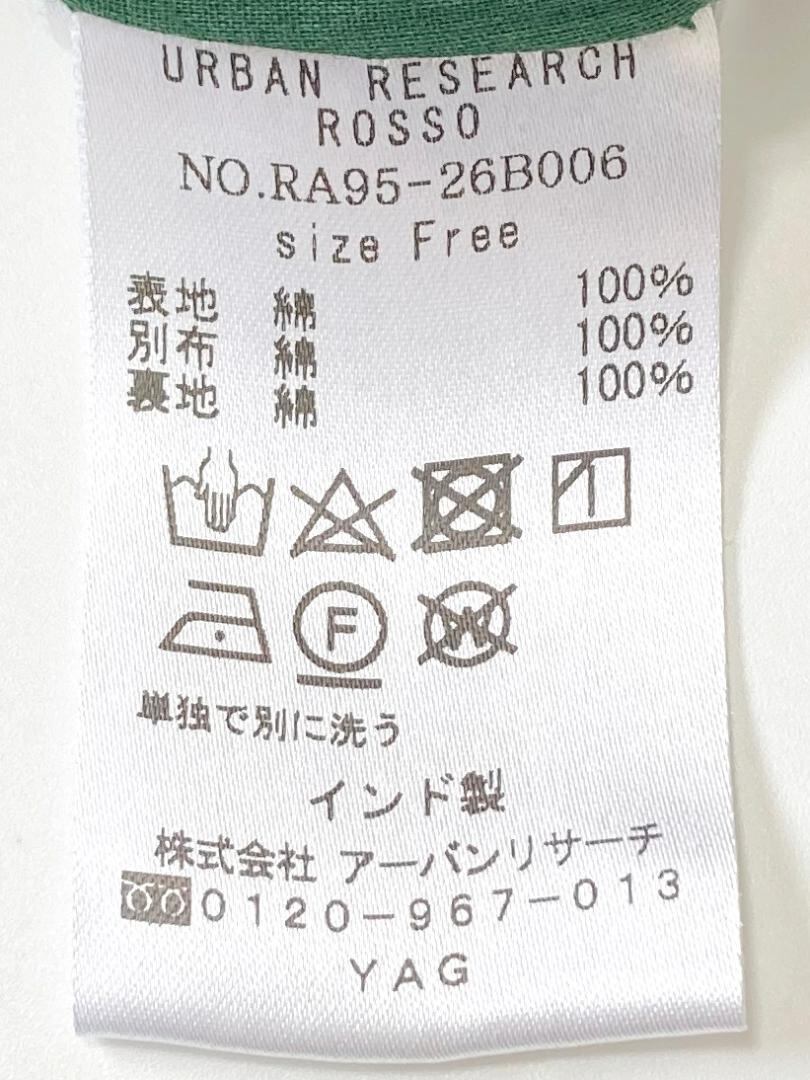 URBAN RESEARCH
ROSSO
NO.RA95-26B006
size Free
表地 綿 100%
別布 綿 100%
裏地 綿 100%
F W
単独で別に洗う
インド製
株式会社 アーバンリサーチ
0120-967-013
YAG